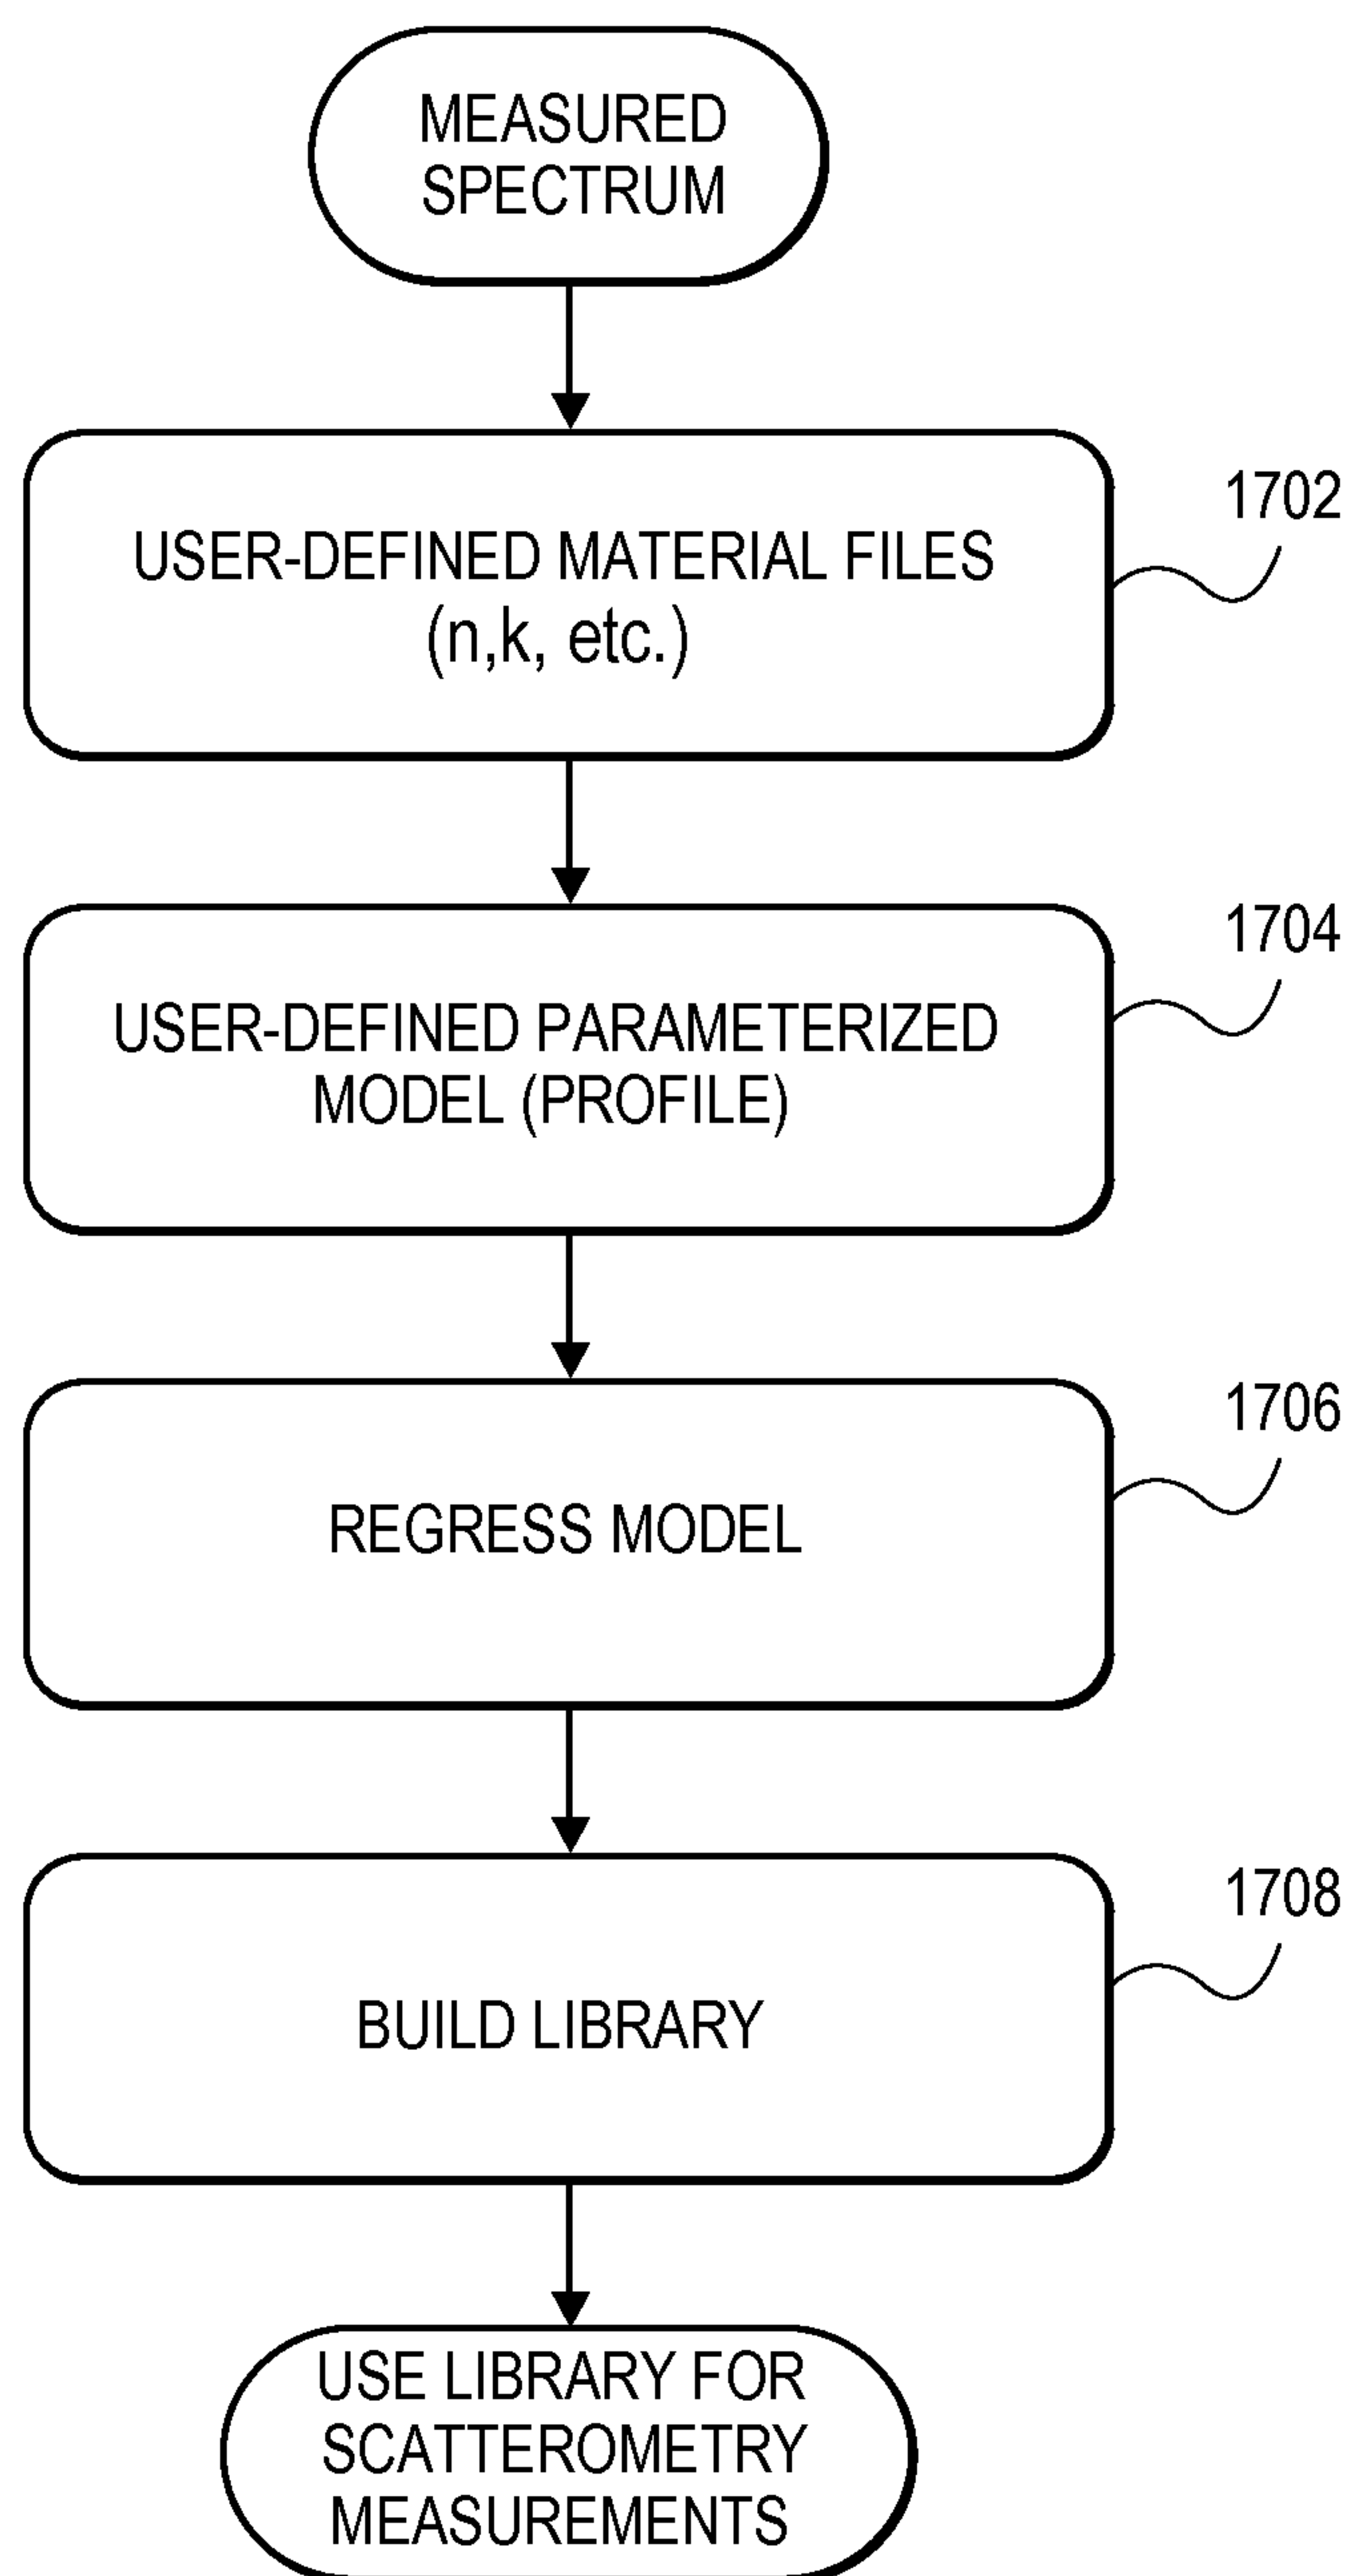 MEASURED
SPECTRUM
USER-DEFINED MATERIAL FILES
(n,k, etc.)
1702
USER-DEFINED PARAMETERIZED
MODEL (PROFILE)
1704
REGRESS MODEL
1706
BUILD LIBRARY
1708
USE LIBRARY FOR
SCATTEROMETRY
MEASUREMENTS